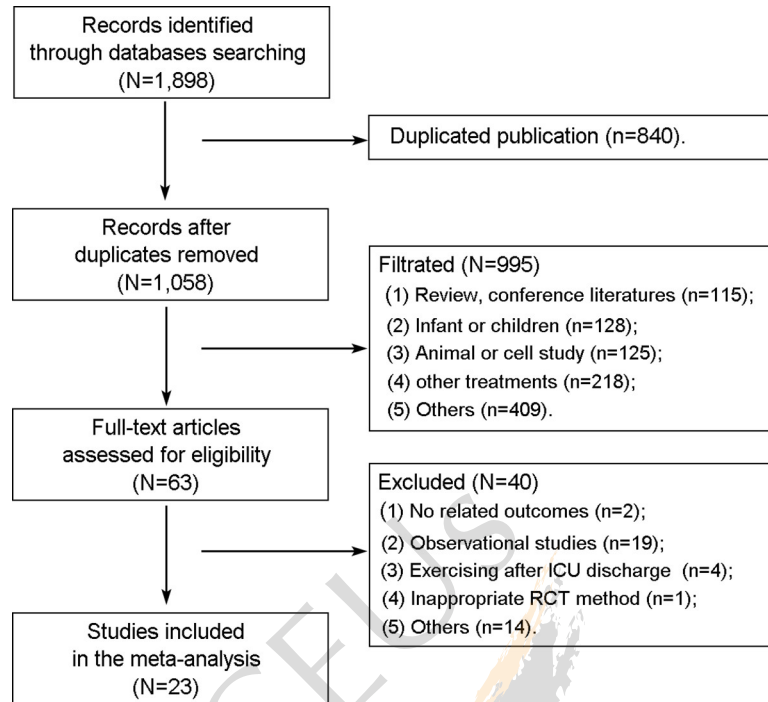 Records identified
through databases searching
(N=1,898)
Duplicated publication (n=840).
Records after
duplicates removed
(N=1,058)
Filtrated (N=995)
(1) Review, conference literatures (n=115);
(2) Infant or children (n=128);
(3) Animal or cell study (n=125);
(4) other treatments (n=218);
(5) Others (n=409).
Full-text articles
assessed for eligibility
(N=63)
Excluded (N=40)
(1) No related outcomes (n=2);
(2) Observational studies (n=19);
(3) Exercising after ICU discharge (n=4);
(4) Inappropriate RCT method (n=1);
(5) Others (n=14).
Studies included
in the meta-analysis
(N=23)